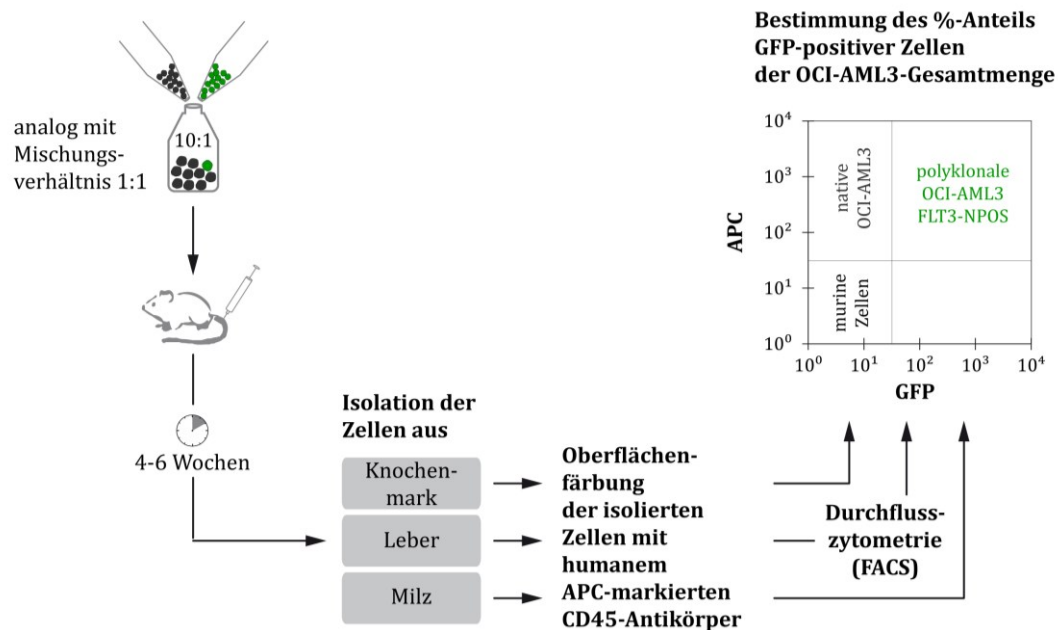 analog mit
Mischungs-
verhältnis 1:1
10:1
4-6 Wochen
Isolation der
Zellen aus
Knochen-
mark
Leber
Milz
Oberflächen-
färbung
der isolierten
Zellen mit
humanem
APC-markierten
CD45-Antikörper
Durchfluss-
zytometrie
(FACS)
Bestimmung des %-Anteils
GFP-positiver Zellen
der OCI-AML3-Gesamtmenge
APC
10⁴
10³
10²
10¹
10⁰
native
OCI-AML3
polyklonale
OCI-AML3
FLT3-NPOS
murine
Zellen
10⁰ 10¹ 10² 10³ 10⁴
GFP